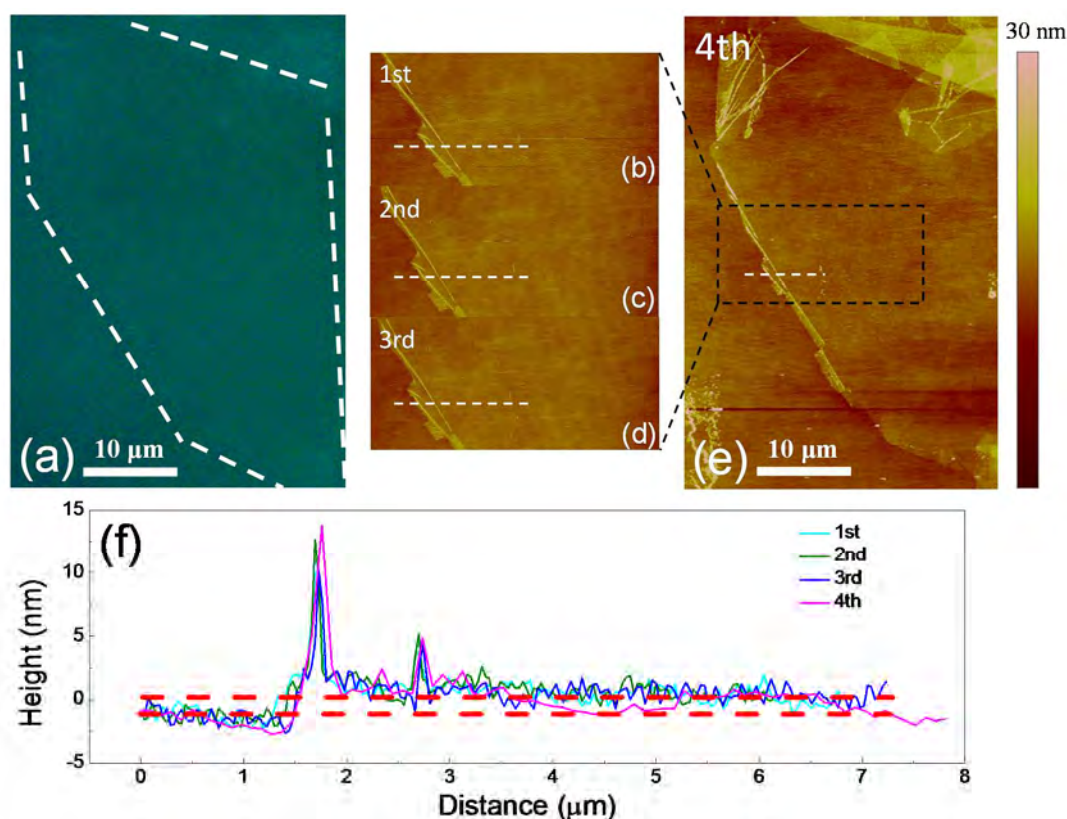 (a)
10 μm
1st
(b)
2nd
(c)
3rd
(d)
4th
(e)
10 μm
30 nm
(f)
1st
2nd
3rd
4th
15
10
5
0
-5
Height (nm)
0 1 2 3 4 5 6 7 8
Distance (μm)